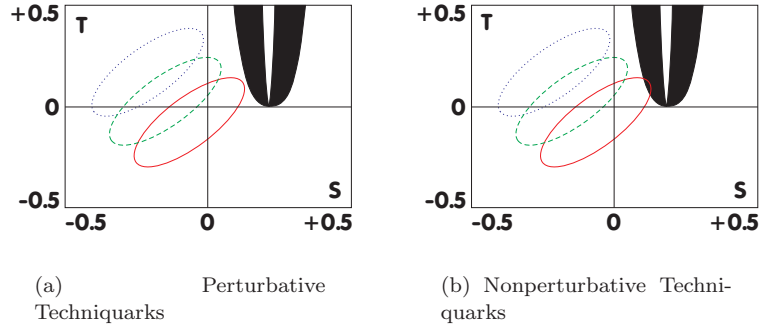 +0.5
T
0
-0.5
S
-0.5 0 +0.5
(a) Perturbative
Techniquarks
+0.5
T
0
-0.5
S
-0.5 0 +0.5
(b) Nonperturbative Techni-
quarks